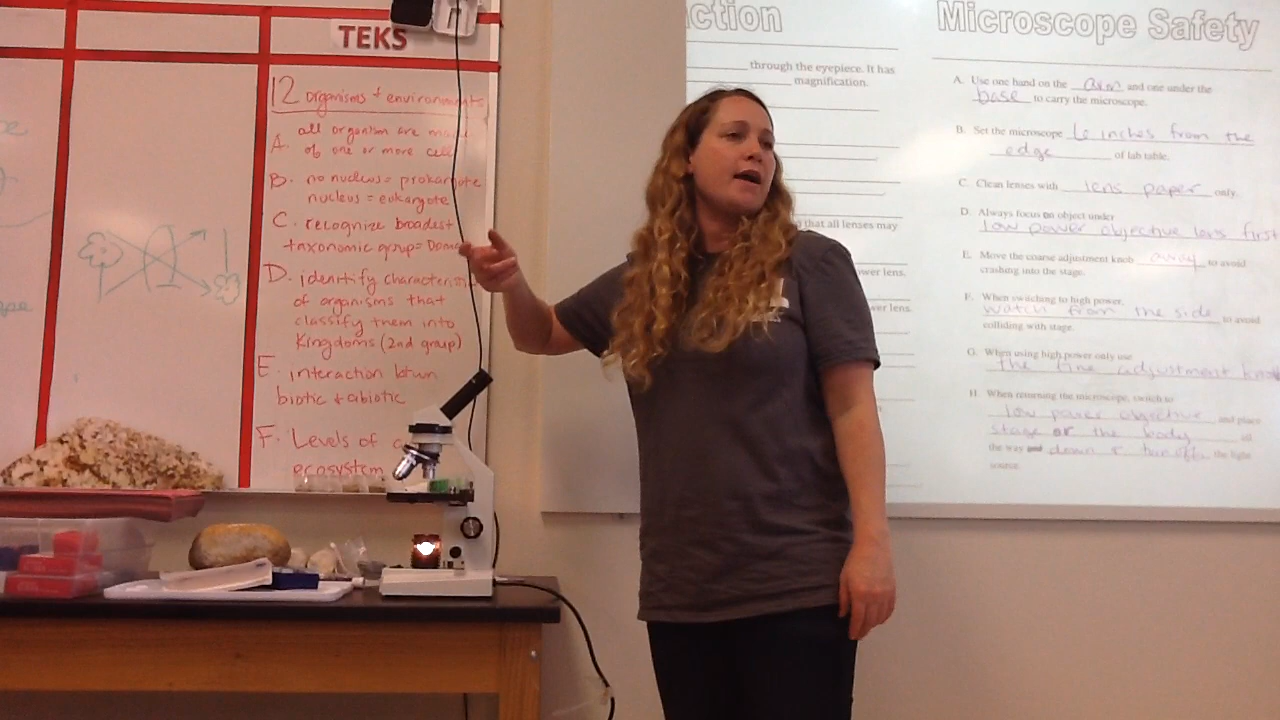 TEKS
12 organisms + environments
all organism are made
A. of one or more cell
B. no nucleus = prokaryote
nucleus = eukaryote
C. recognize broadest
taxonomic group =
D. identify
of organisms that
classify them into
Kingdoms (2nd group)
E. interaction btwn
biotic + abiotic
F. Levels of
ecosystem
ction
through the eyepiece. It has
magnification.
that all lenses may
wer lens.
wer lens.
Microscope Safety
A. Use one hand on the arm and one under the
base to carry the microscope.
B. Set the microscope 6 inches from the
edge of lab table.
C. Clean lenses with lens paper only.
D. Always focus on object under
low power objective lens first
E. Move the coarse adjustment knob away to avoid
crashing into the stage.
F. When switching to high power,
watch from the side to avoid
colliding with stage.
G. When using high power only use
the fine adjustment
H. When returning the microscope, switch to
low power objective and place
stage or the body all
the way down + turn off the light
source.